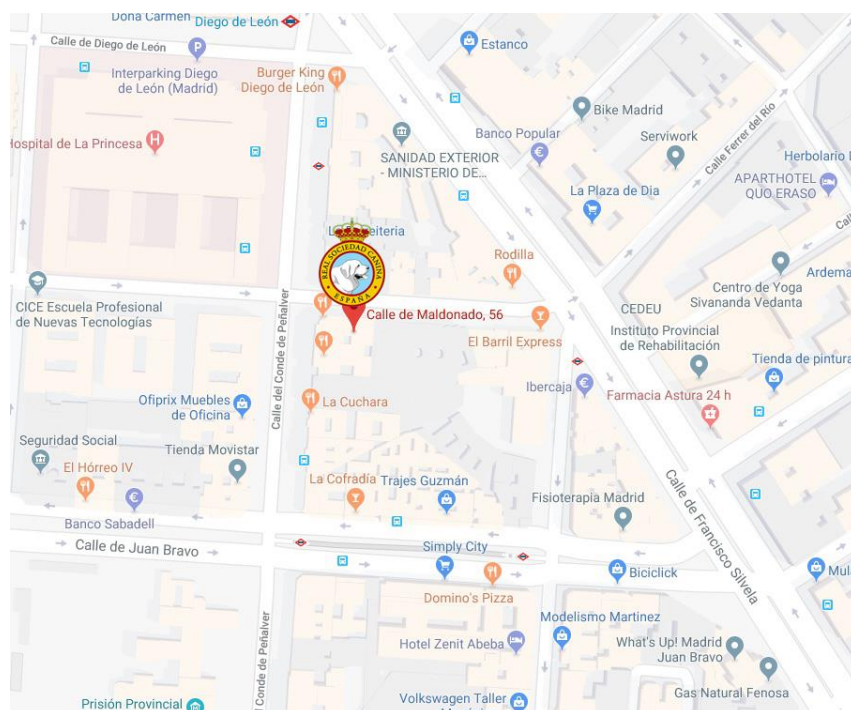 Doña Carmen
Diego de León
Calle de Diego de León
P
Estanco
Interparking Diego
de León (Madrid)
Burger King
Diego de León
Bike Madrid
Hospital de La Princesa
H
Banco Popular
€
Serviwork
Calle Ferrer del Río
SANIDAD EXTERIOR
- MINISTERIO DE...
Herbolario
APARTHOTEL
QUO ERASO
La Plaza de Dia
Rodilla
REAL SOCIEDAD CANINA
ESPAÑA
CICE Escuela Profesional
de Nuevas Tecnologías
Calle del Conde de Peñalver
Calle de Maldonado, 56
El Barril Express
CEDEU
Instituto Provincial
de Rehabilitación
Centro de Yoga
Sivananda Vedanta
Ardema
Tienda de pintura
Ibercaja
€
Farmacia Astura 24 h
Ofiprix Muebles
de Oficina
La Cuchara
Seguridad Social
Tienda Movistar
El Hórreo IV
La Cofradía
Trajes Guzmán
Fisioterapia Madrid
Calle de Francisco Silvela
€
Banco Sabadell
Calle de Juan Bravo
Simply City
Domino's Pizza
Biciclick
Mul
Modelismo Martinez
Hotel Zenit Abeba
What's Up! Madrid
Juan Bravo
Gas Natural Fenosa
l Conde de Peñalver
Prisión Provincial
Volkswagen Taller